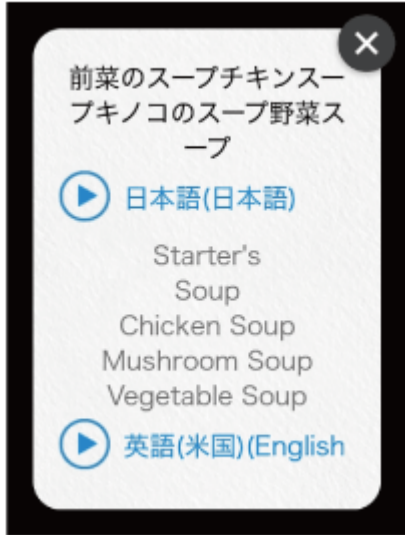 前菜のスープチキンスー
プキノコのスープ野菜ス
ープ
日本語(日本語)
Starter's
Soup
Chicken Soup
Mushroom Soup
Vegetable Soup
英語(米国)(English